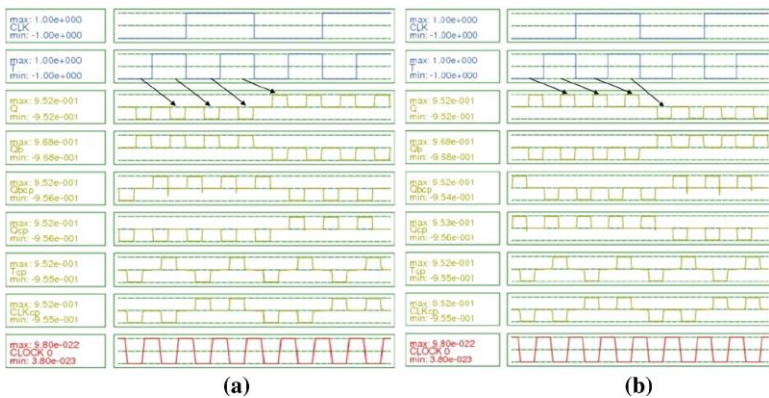 max: 1.00e+000
CLK
min: -1.00e+000
max: 1.00e+000
T
min: -1.00e+000
max: 9.52e-001
Q
min: -9.52e-001
max: 9.68e-001
Qb
min: -9.68e-001
max: 9.52e-001
Qbcp
min: -9.56e-001
max: 9.52e-001
Qcp
min: -9.56e-001
max: 9.52e-001
Tcp
min: -9.55e-001
max: 9.52e-001
CLKcp
min: -9.55e-001
max: 9.80e-022
CLOCK 0
min: 3.80e-023
(a)
max: 1.00e+000
CLK
min: -1.00e+000
max: 1.00e+000
T
min: -1.00e+000
max: 9.52e-001
Q
min: -9.52e-001
max: 9.68e-001
Qb
min: -9.68e-001
max: 9.52e-001
Qbcp
min: -9.54e-001
max: 9.53e-001
Qcp
min: -9.56e-001
max: 9.52e-001
Tcp
min: -9.55e-001
max: 9.52e-001
CLKcp
min: -9.55e-001
max: 9.80e-022
CLOCK 0
min: 3.80e-023
(b)